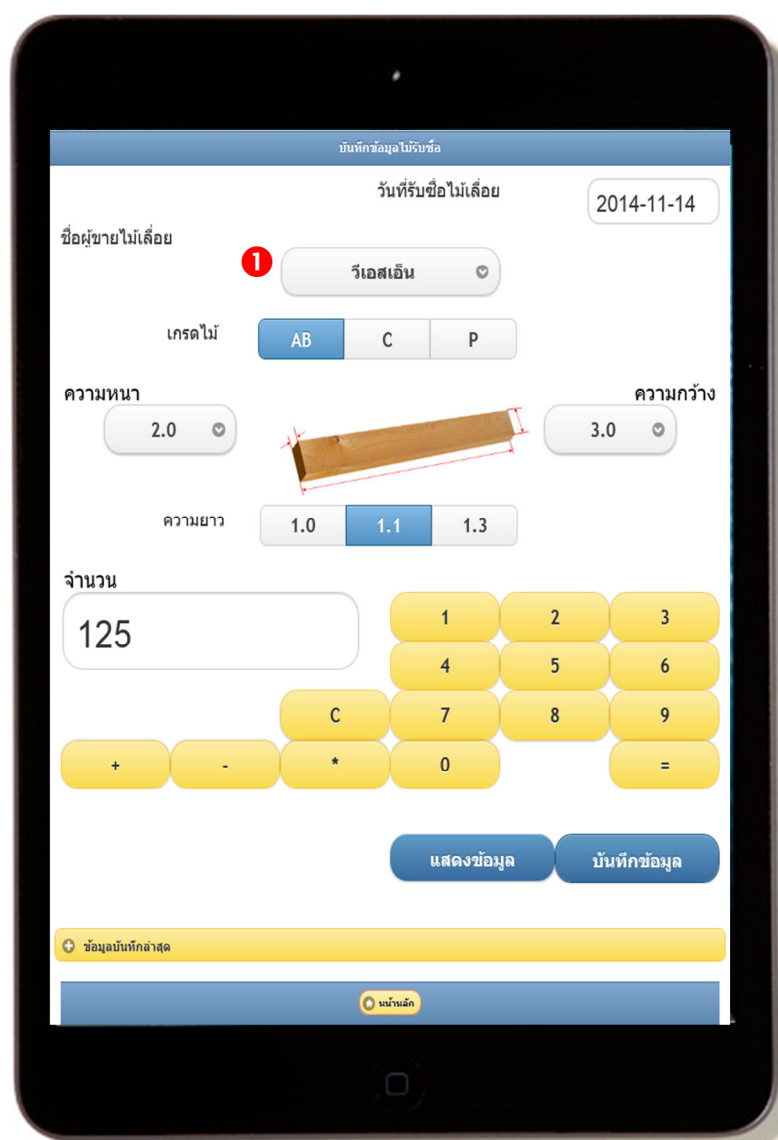 บันทึกข้อมูลไม้รับซื้อ
วันที่รับซื่อไม้เลื่อย
2014-11-14
ชื่อผู้ขายไม้เลื่อย
1
วีเอสเอ็น
เกรดไม้
AB C P
ความหนา
ความกว้าง
2.0
3.0
ความยาว
1.0 1.1 1.3
จำนวน
125
1 2 3
4 5 6
C 7 8 9
+ - * 0 =
แสดงข้อมูล บันทึกข้อมูล
ข้อมูลบันทึกล่าสุด
หน้าหลัก